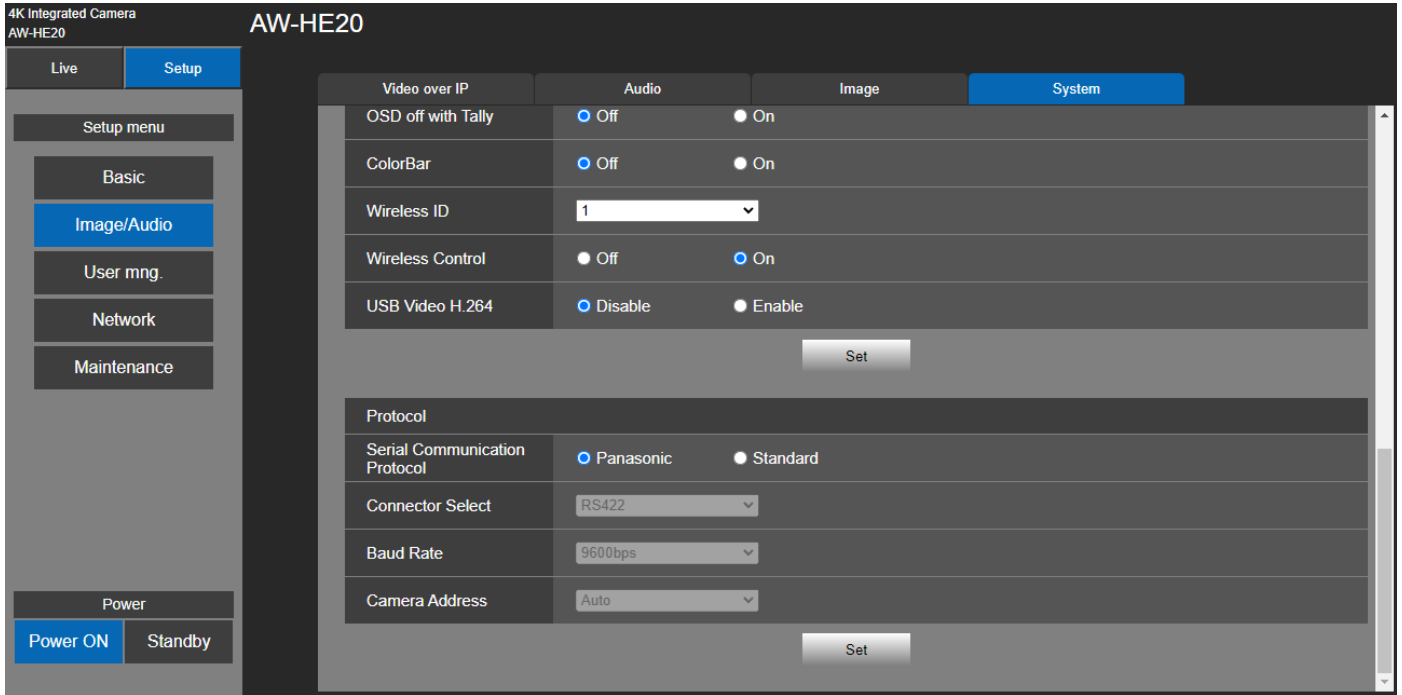 4K Integrated Camera
AW-HE20
AW-HE20
Live Setup
Video over IP Audio Image System
Setup menu
Basic
Image/Audio
User mng.
Network
Maintenance
Power
Power ON Standby
OSD off with Tally Off On
ColorBar Off On
Wireless ID 1
Wireless Control Off On
USB Video H.264 Disable Enable
Set
Protocol
Serial Communication
Protocol Panasonic Standard
Connector Select RS422
Baud Rate 9600bps
Camera Address Auto
Set